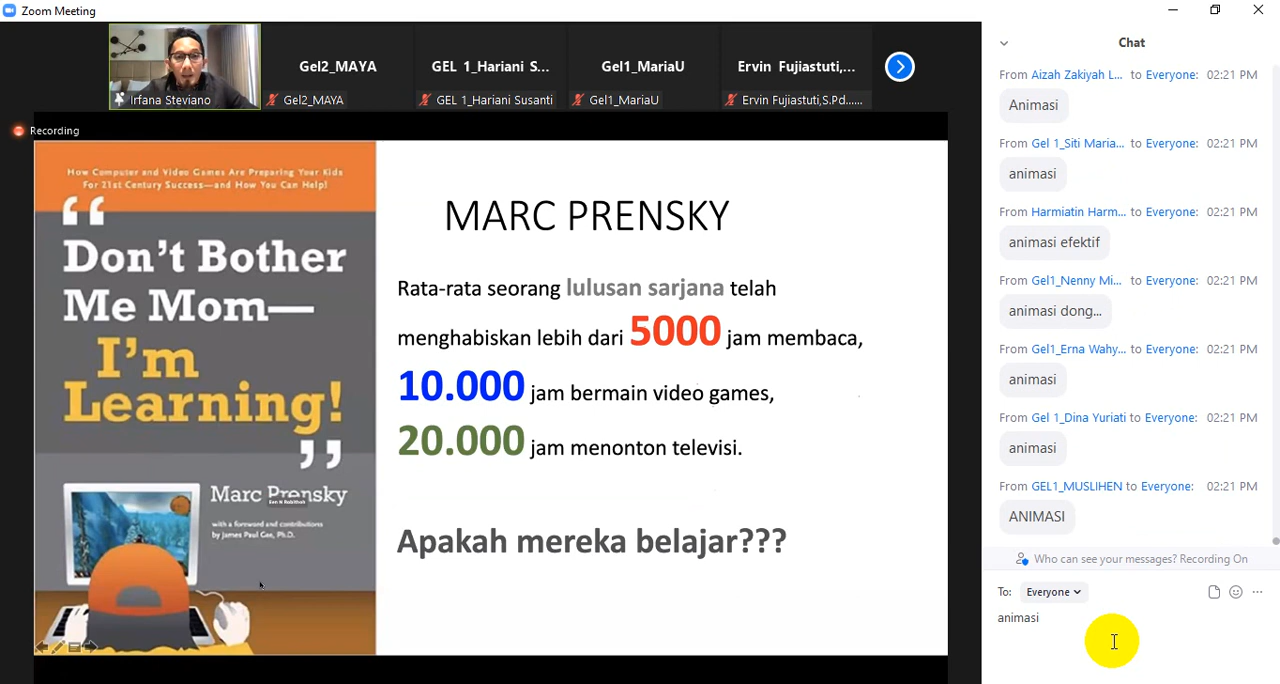 Zoom Meeting
Irfana Steviano
Gel2_MAYA
Gel2_MAYA
GEL 1_Hariani S...
GEL 1_Hariani Susanti
Gel1_MariaU
Gel1_MariaU
Ervin Fujiastuti,...
Ervin Fujiastuti,S.Pd......
Recording
How Computer and Video Games Are Preparing Your Kids
For 21st Century Success—and How You Can Help!
“
Don't Bother
Me Mom—
I'm
Learning!
”
Marc Prensky
with a foreword and contributions
by James Paul Gee, Ph.D.
MARC PRENSKY
Rata-rata seorang lulusan sarjana telah
menghabiskan lebih dari 5000 jam membaca,
10.000 jam bermain video games,
20.000 jam menonton televisi.
Apakah mereka belajar???
Chat
From Aizah Zakiyah L... to Everyone: 02:21 PM
Animasi
From Gel 1_Siti Maria... to Everyone: 02:21 PM
animasi
From Harmiatin Harm... to Everyone: 02:21 PM
animasi efektif
From Gel1_Nenny Mi... to Everyone: 02:21 PM
animasi dong...
From Gel1_Erna Wahy... to Everyone: 02:21 PM
animasi
From Gel 1_Dina Yuriati to Everyone: 02:21 PM
animasi
From GEL1_MUSLIHEN to Everyone: 02:21 PM
ANIMASI
Who can see your messages? Recording On
To: Everyone
animasi